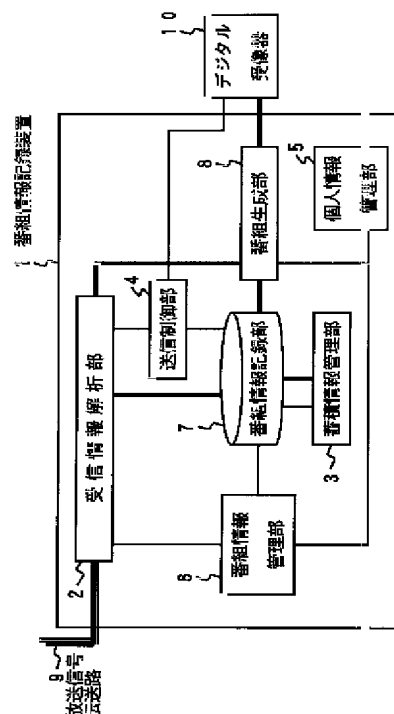 1 番組情報記録装置
9
放送信号
伝送路
2
受信情報解析部
4
送信制御部
10
デジタル
受像器
8
番組生成部
7
番組情報記録部
6
番組情報
管理部
3
蓄積情報管理部
5
個人情報
管理部